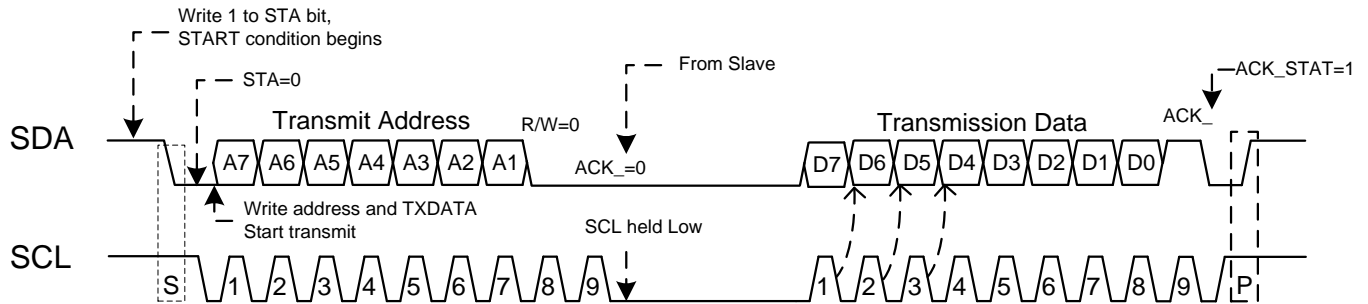 Write 1 to STA bit,
START condition begins
STA=0
From Slave
ACK_STAT=1
Transmit Address
R/W=0
Transmission Data
ACK_
SDA
A7 A6 A5 A4 A3 A2 A1
ACK_=0
D7 D6 D5 D4 D3 D2 D1 D0
Write address and TXDATA
Start transmit
SCL held Low
SCL
S
1 2 3 4 5 6 7 8 9
1 2 3 4 5 6 7 8 9
P